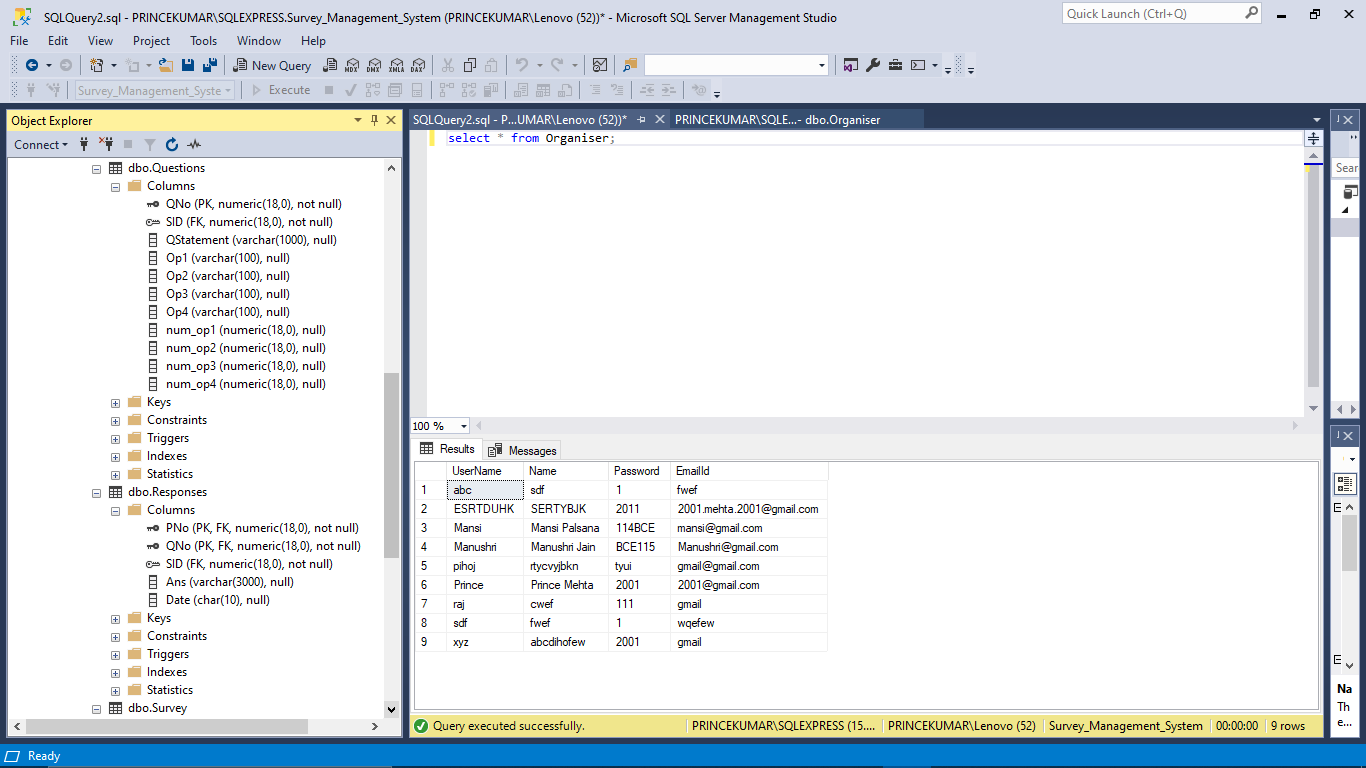 SQLQuery2.sql - PRINCEKUMAR\SQLEXPRESS.Survey_Management_System (PRINCEKUMAR\Lenovo (52))* - Microsoft SQL Server Management Studio
Quick Launch (Ctrl+Q)
File Edit View Project Tools Window Help
New Query MDX DMX XMLA DAX
Survey_Management_Syste Execute
Object Explorer
Connect
dbo.Questions
Columns
QNo (PK, numeric(18,0), not null)
SID (FK, numeric(18,0), not null)
QStatement (varchar(1000), null)
Op1 (varchar(100), null)
Op2 (varchar(100), null)
Op3 (varchar(100), null)
Op4 (varchar(100), null)
num_op1 (numeric(18,0), null)
num_op2 (numeric(18,0), null)
num_op3 (numeric(18,0), null)
num_op4 (numeric(18,0), null)
Keys
Constraints
Triggers
Indexes
Statistics
dbo.Responses
Columns
PNo (PK, FK, numeric(18,0), not null)
QNo (PK, FK, numeric(18,0), not null)
SID (FK, numeric(18,0), not null)
Ans (varchar(3000), null)
Date (char(10), null)
Keys
Constraints
Triggers
Indexes
Statistics
dbo.Survey
SQLQuery2.sql - P...UMAR\Lenovo (52))* PRINCEKUMAR\SQLE...- dbo.Organiser
select * from Organiser;
100 %
Results Messages
UserName Name Password EmailId
1 abc sdf 1 fwef
2 ESRTDUHK SERTYBJK 2011 2001.mehta.2001@gmail.com
3 Mansi Mansi Palsana 114BCE mansi@gmail.com
4 Manushri Manushri Jain BCE115 Manushri@gmail.com
5 pihoj rtycvyjbkn tyui gmail@gmail.com
6 Prince Prince Mehta 2001 2001@gmail.com
7 raj cwef 111 gmail
8 sdf fwef 1 wqefew
9 xyz abcdihofew 2001 gmail
Query executed successfully. PRINCEKUMAR\SQLEXPRESS (15.... PRINCEKUMAR\Lenovo (52) Survey_Management_System 00:00:00 9 rows
Sear
Na
Th
e...
Ready